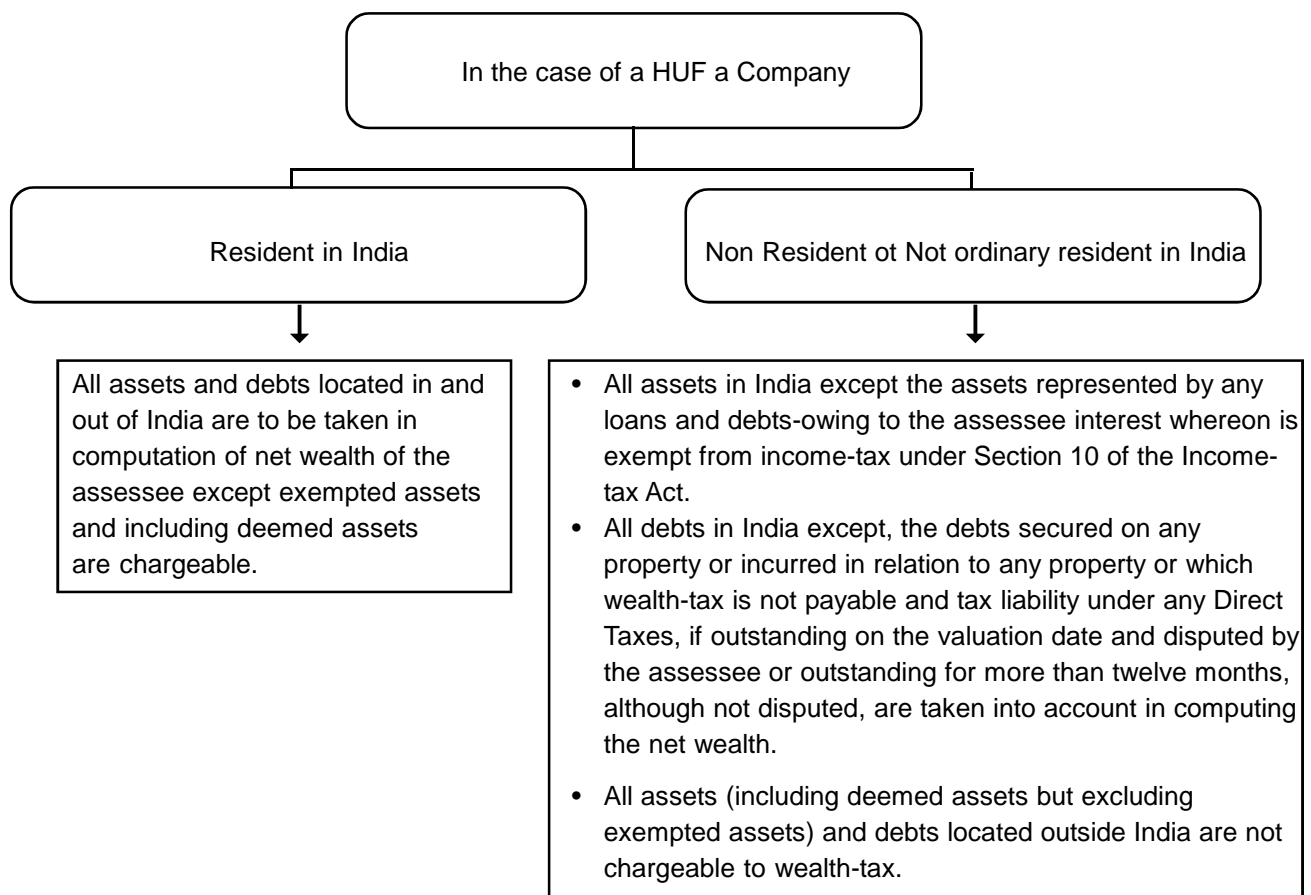 In the case of a HUF a Company
Resident in India
Non Resident ot Not ordinary resident in India
All assets and debts located in and
out of India are to be taken in
computation of net wealth of the
assessee except exempted assets
and including deemed assets
are chargeable.
• All assets in India except the assets represented by any
loans and debts-owing to the assessee interest whereon is
exempt from income-tax under Section 10 of the Income-
tax Act.
• All debts in India except, the debts secured on any
property or incurred in relation to any property or which
wealth-tax is not payable and tax liability under any Direct
Taxes, if outstanding on the valuation date and disputed by
the assessee or outstanding for more than twelve months,
although not disputed, are taken into account in computing
the net wealth.
• All assets (including deemed assets but excluding
exempted assets) and debts located outside India are not
chargeable to wealth-tax.